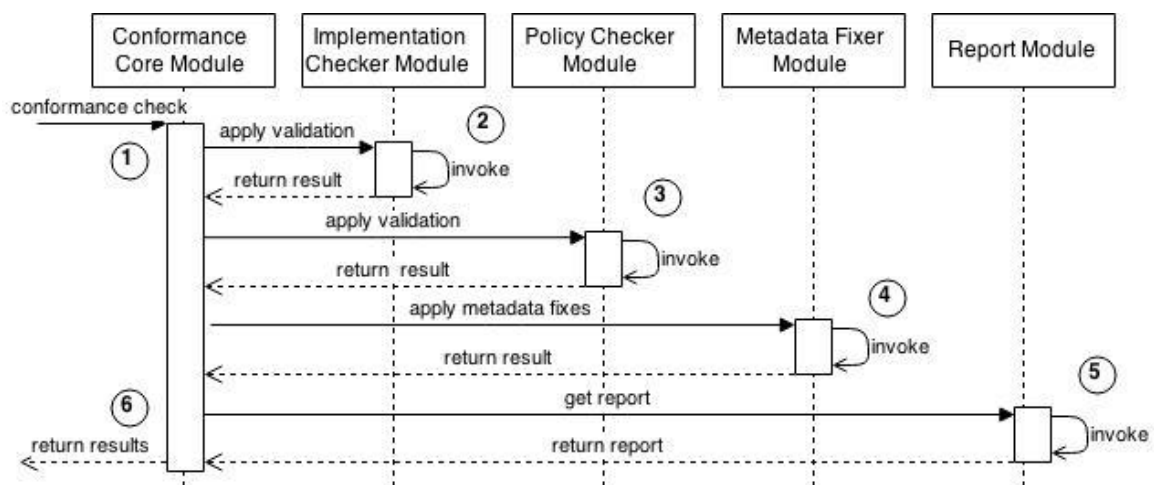 Conformance
Core Module
Implementation
Checker Module
Policy Checker
Module
Metadata Fixer
Module
Report Module
conformance check
1
apply validation
2
invoke
return result
apply validation
3
invoke
return result
apply metadata fixes
4
invoke
return result
get report
5
invoke
return report
6
return results